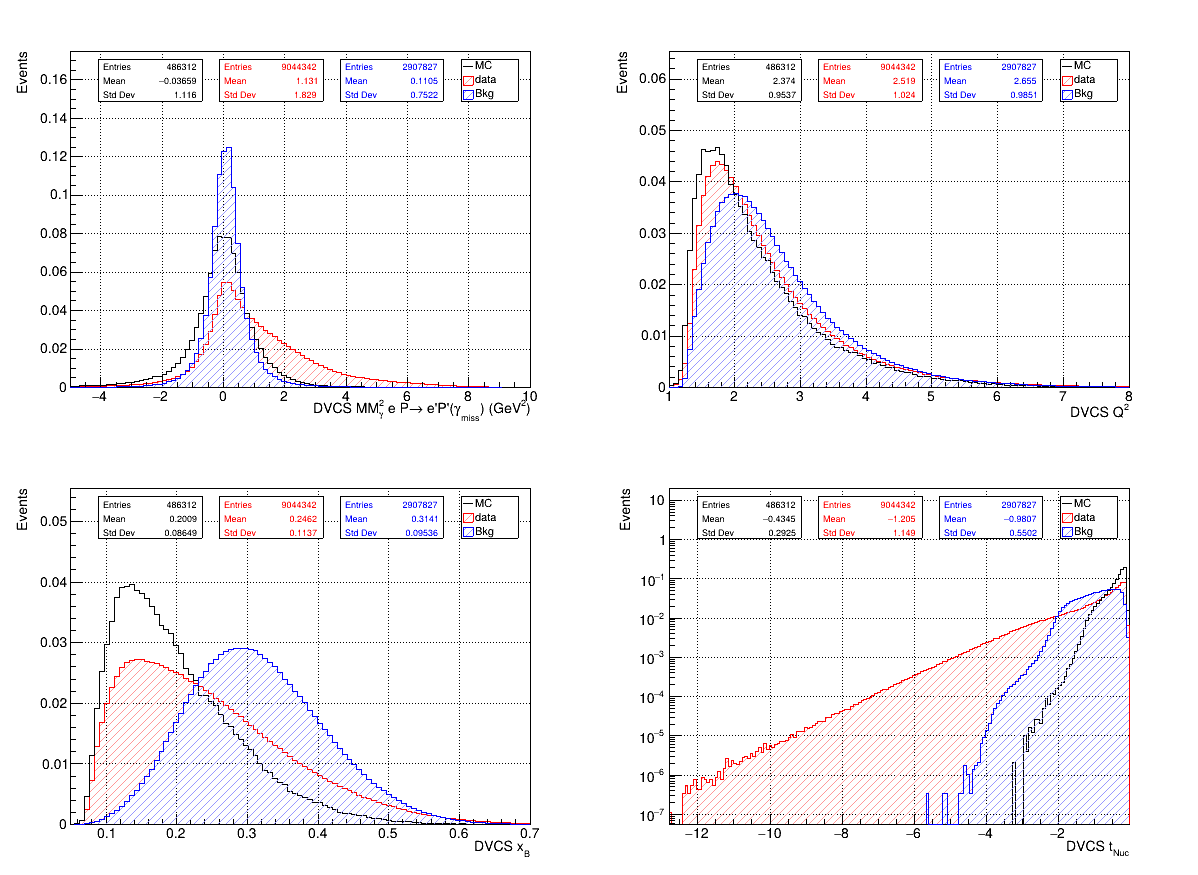 Events
Entries 486312
Mean −0.03659
Std Dev 1.116
Entries 9044342
Mean 1.131
Std Dev 1.829
Entries 2907827
Mean 0.1105
Std Dev 0.7522
MC
data
Bkg
0.16
0.14
0.12
0.1
0.08
0.06
0.04
0.02
0
−4 −2 0 2 4 6 8 10
DVCS MM²γ e P→ e'P'(γmiss) (GeV²)
Events
Entries 486312
Mean 2.374
Std Dev 0.9537
Entries 9044342
Mean 2.519
Std Dev 1.024
Entries 2907827
Mean 2.655
Std Dev 0.9851
MC
data
Bkg
0.06
0.05
0.04
0.03
0.02
0.01
0
1 2 3 4 5 6 7 8
DVCS Q²
Events
Entries 486312
Mean 0.2009
Std Dev 0.08649
Entries 9044342
Mean 0.2462
Std Dev 0.1137
Entries 2907827
Mean 0.3141
Std Dev 0.09536
MC
data
Bkg
0.05
0.04
0.03
0.02
0.01
0
0.1 0.2 0.3 0.4 0.5 0.6 0.7
DVCS xB
Events
Entries 486312
Mean −0.4345
Std Dev 0.2925
Entries 9044342
Mean −1.205
Std Dev 1.149
Entries 2907827
Mean −0.9807
Std Dev 0.5502
MC
data
Bkg
10
1
10⁻¹
10⁻²
10⁻³
10⁻⁴
10⁻⁵
10⁻⁶
10⁻⁷
−12 −10 −8 −6 −4 −2
DVCS tNuc